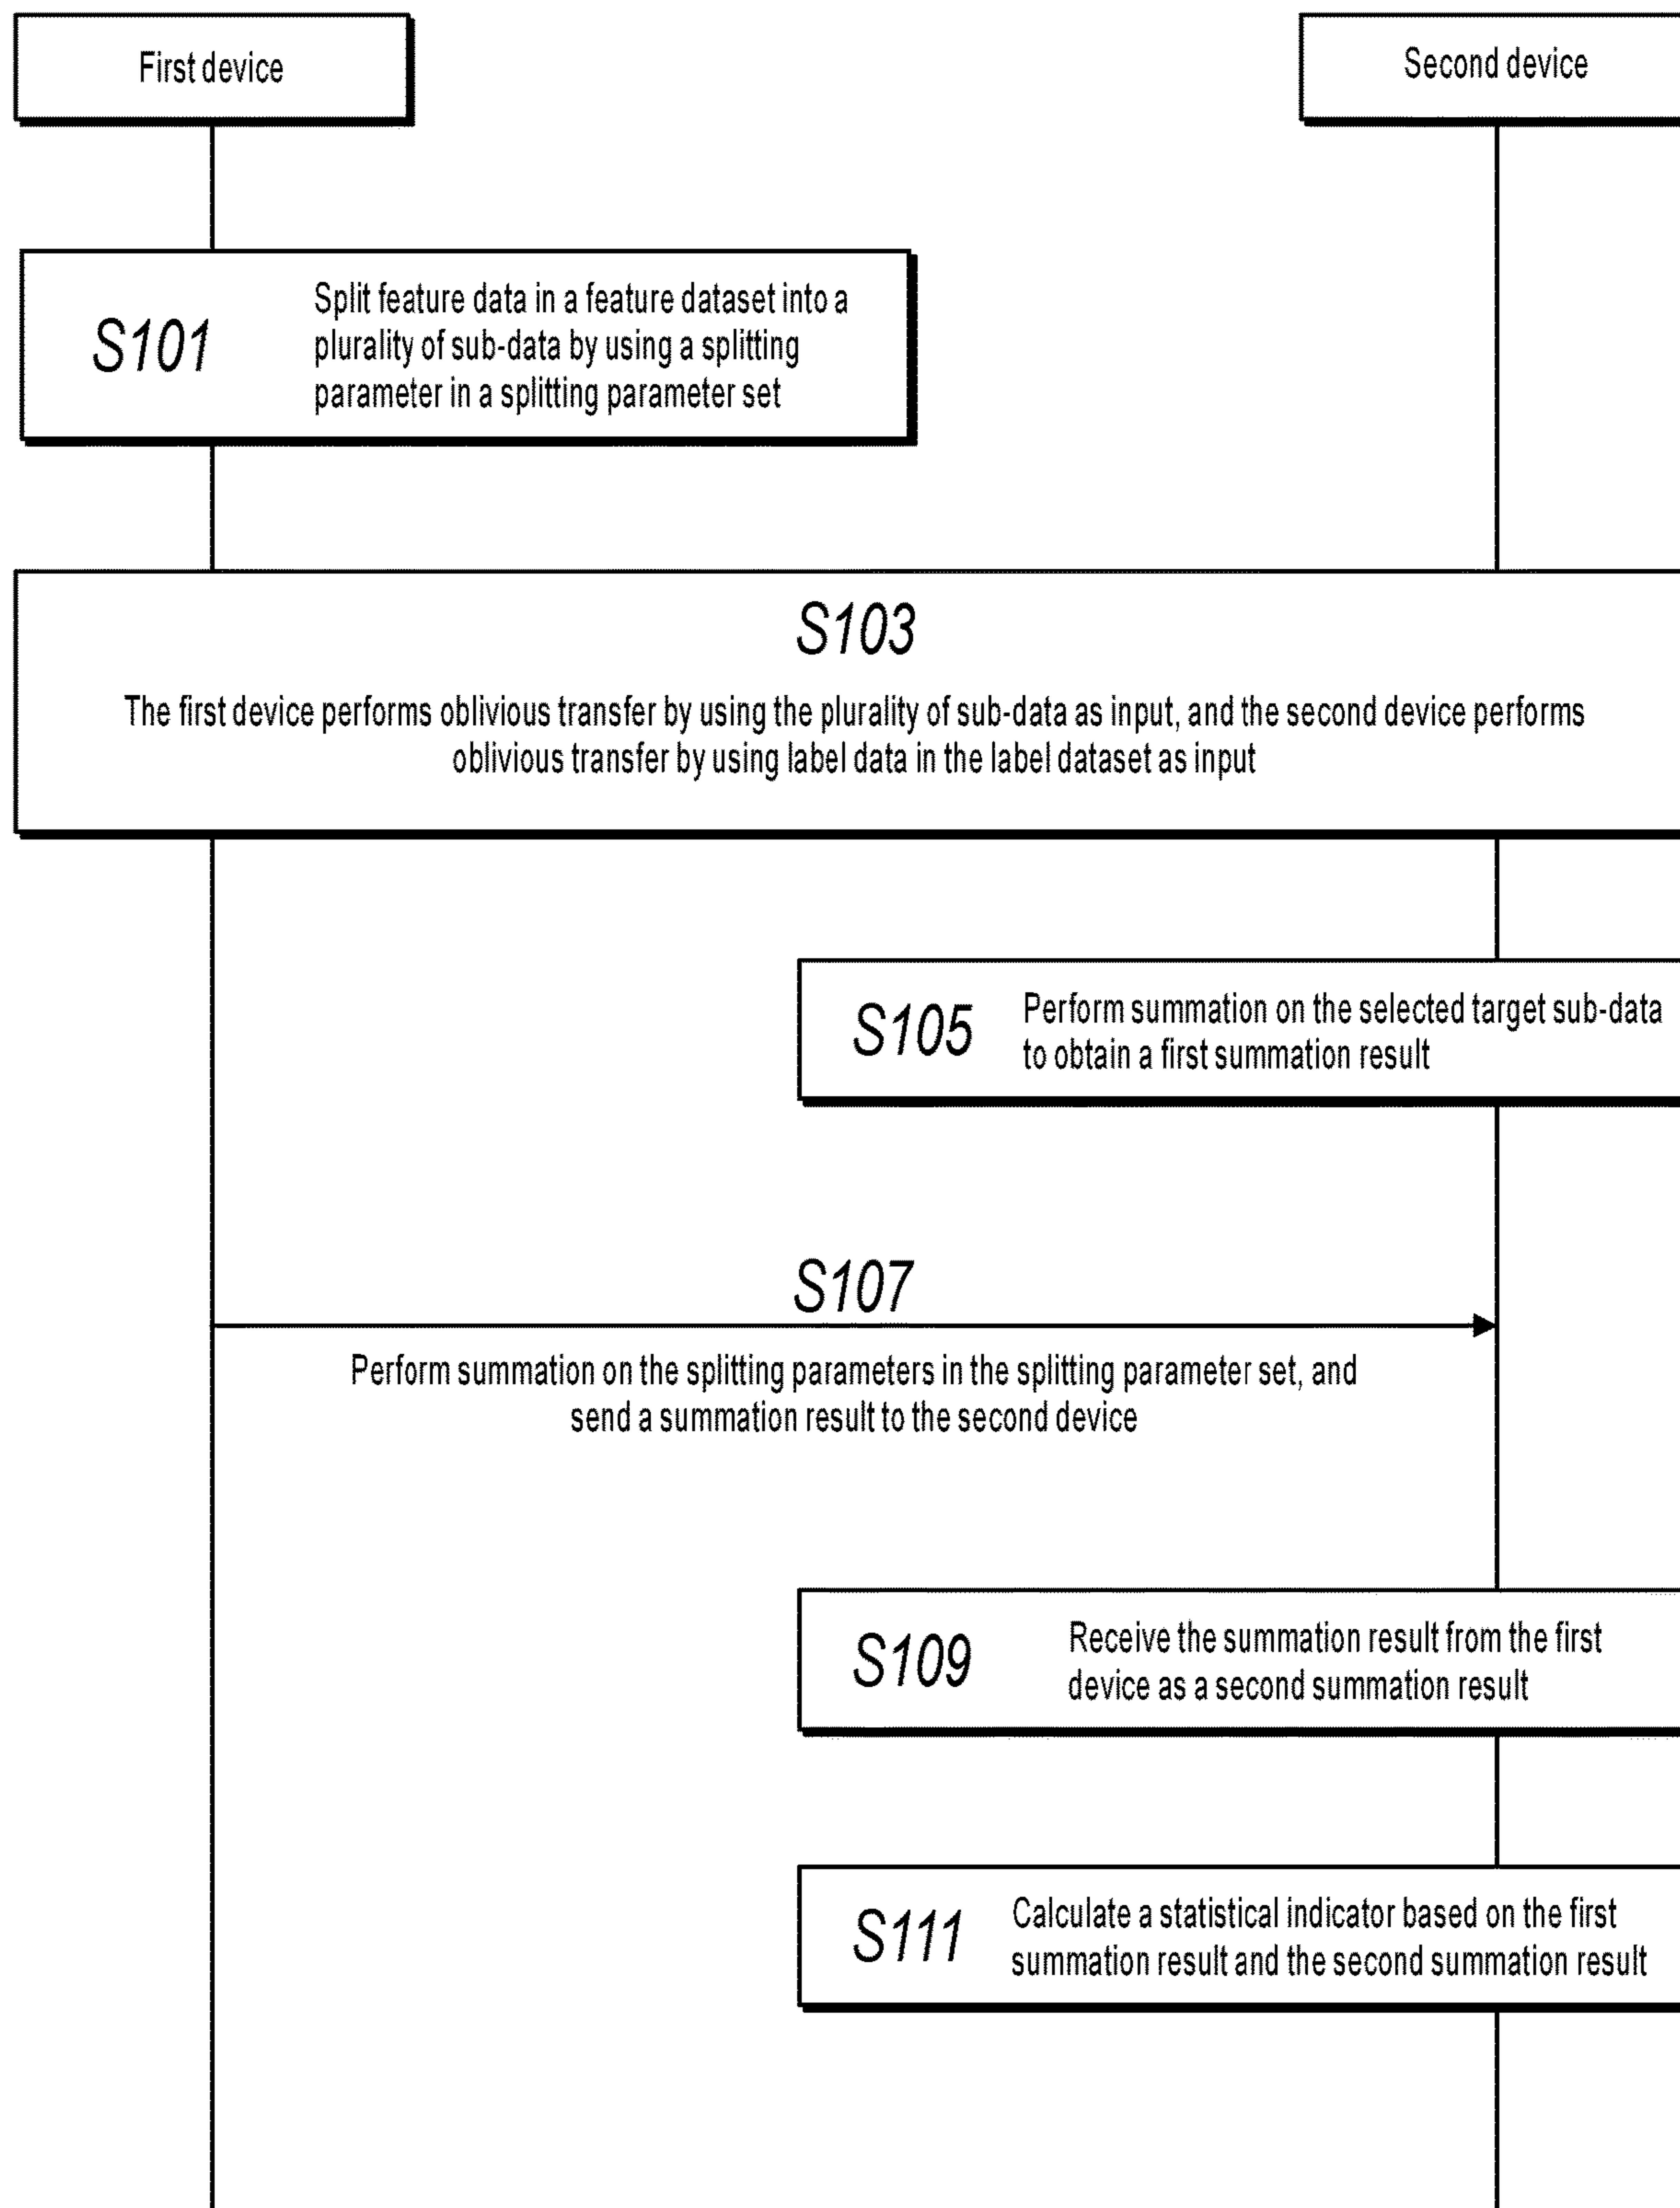 First device
Second device
S101
Split feature data in a feature dataset into a
plurality of sub-data by using a splitting
parameter in a splitting parameter set
S103
The first device performs oblivious transfer by using the plurality of sub-data as input, and the second device performs
oblivious transfer by using label data in the label dataset as input
S105
Perform summation on the selected target sub-data
to obtain a first summation result
S107
Perform summation on the splitting parameters in the splitting parameter set, and
send a summation result to the second device
S109
Receive the summation result from the first
device as a second summation result
S111
Calculate a statistical indicator based on the first
summation result and the second summation result